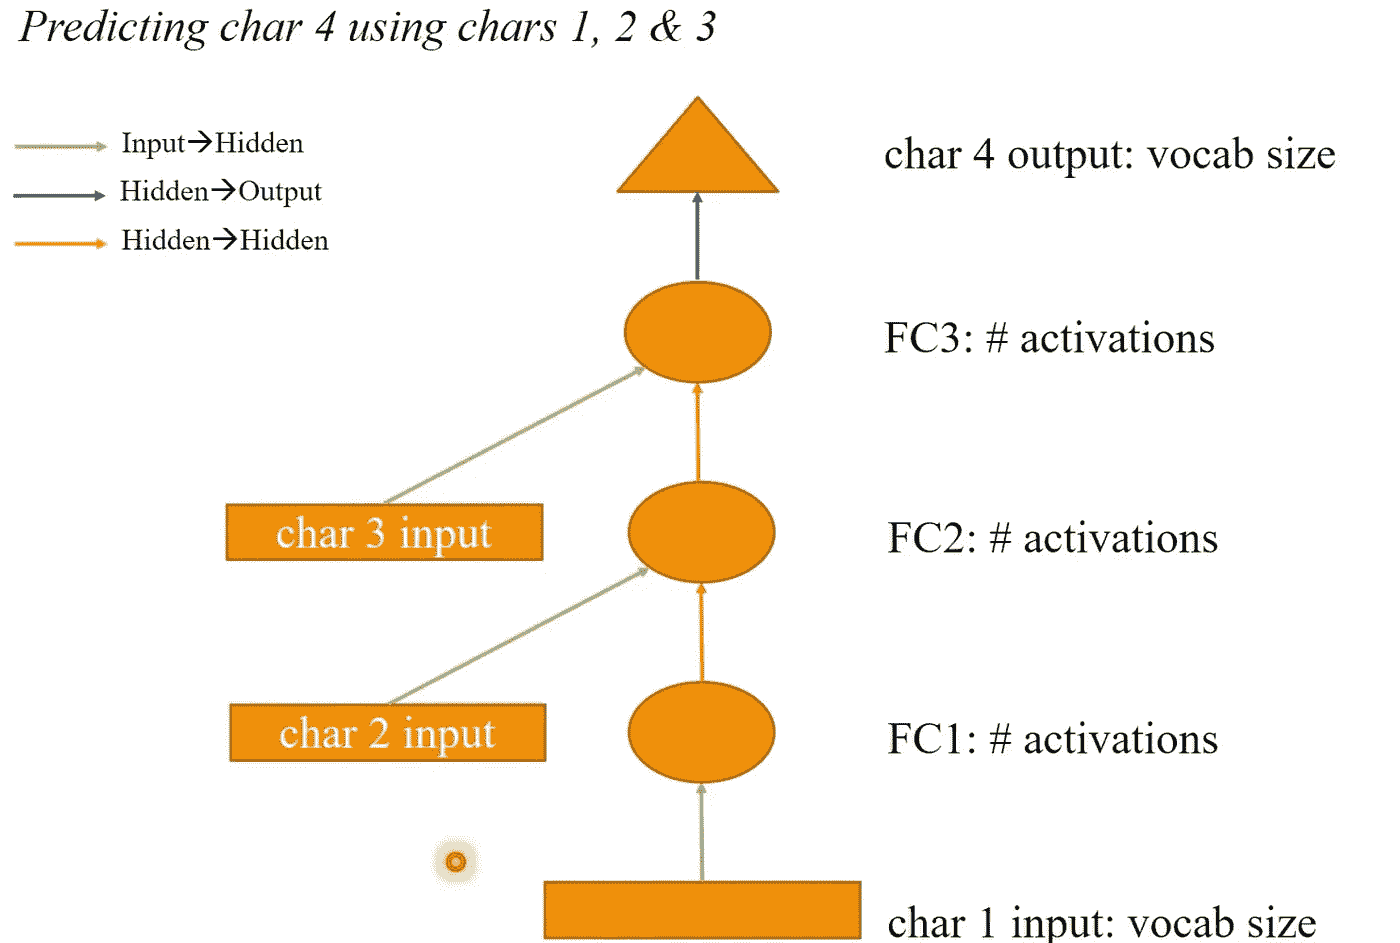 Predicting char 4 using chars 1, 2 & 3
Input→Hidden
Hidden→Output
Hidden→Hidden
char 4 output: vocab size
FC3: # activations
char 3 input
FC2: # activations
char 2 input
FC1: # activations
char 1 input: vocab size